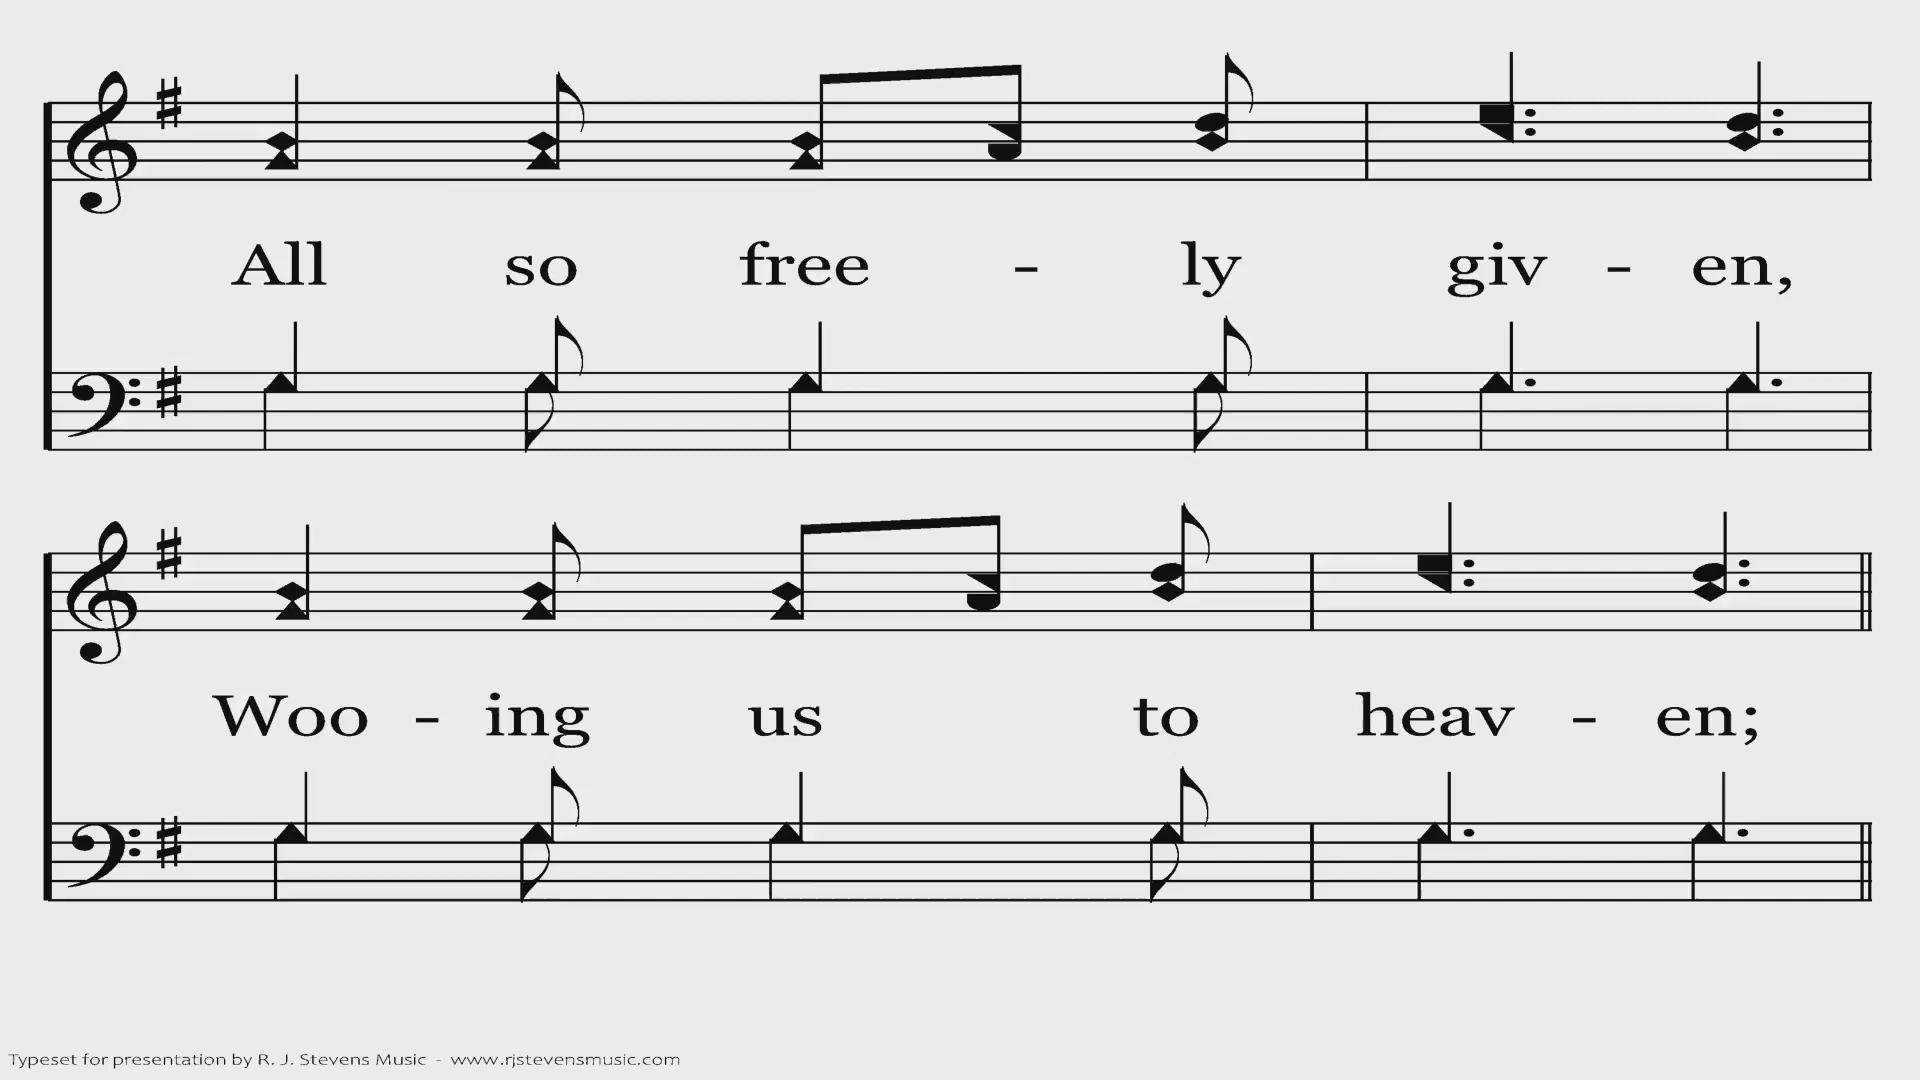 All so free - ly giv - en,
Woo - ing us to heav - en;
Typeset for presentation by R. J. Stevens Music - www.rjstevensmusic.com